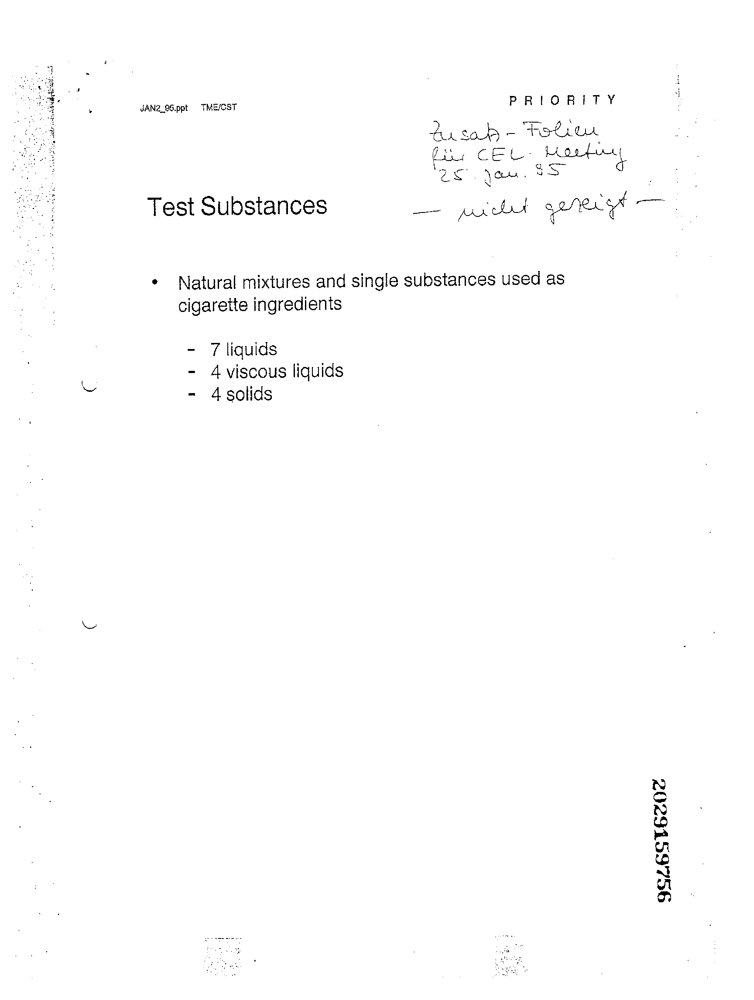 JAN2_95.ppt TME/CST
PRIORITY
Zusatz-Folien
für CEL-Meeting
25. Jan. 95
— nicht gezeigt —
Test Substances
• Natural mixtures and single substances used as
cigarette ingredients
- 7 liquids
- 4 viscous liquids
- 4 solids
2029159756